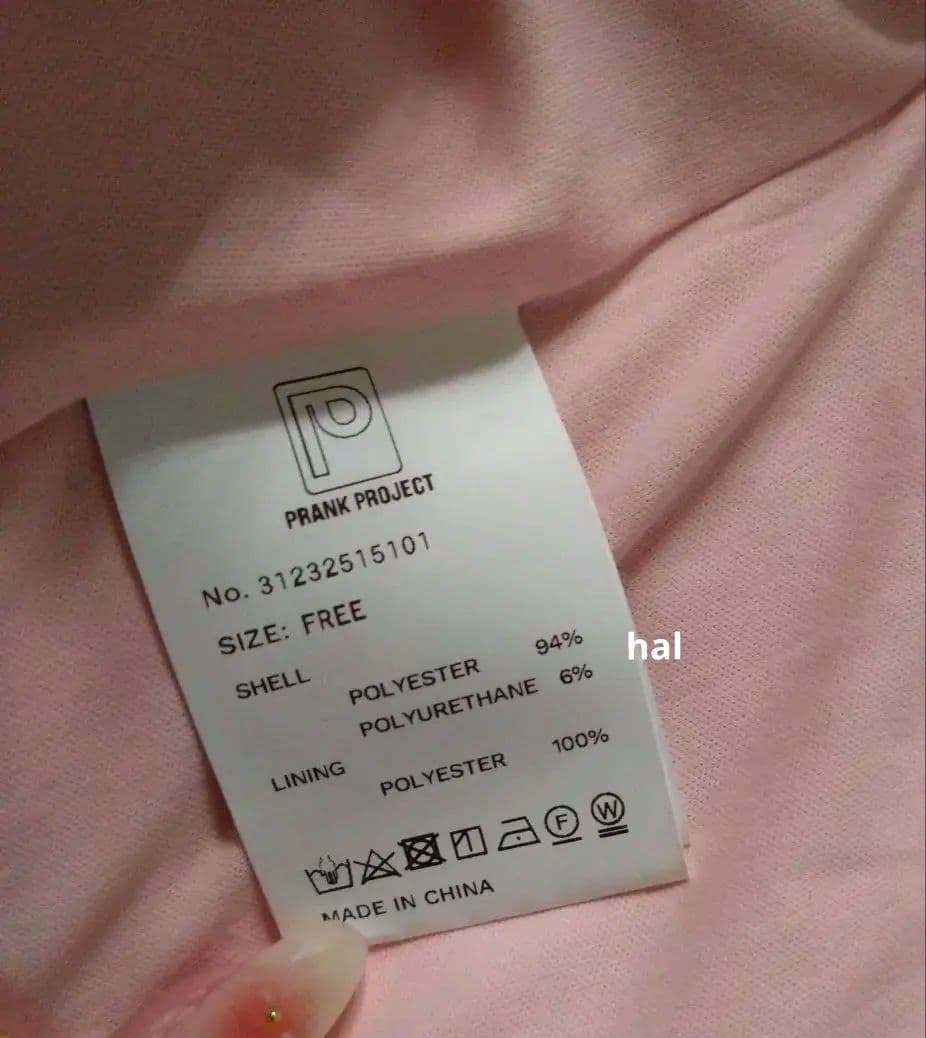 PRANK PROJECT
No. 31232515101
SIZE: FREE
SHELL POLYESTER 94%
POLYURETHANE 6%
LINING POLYESTER 100%
F W
MADE IN CHINA
hal